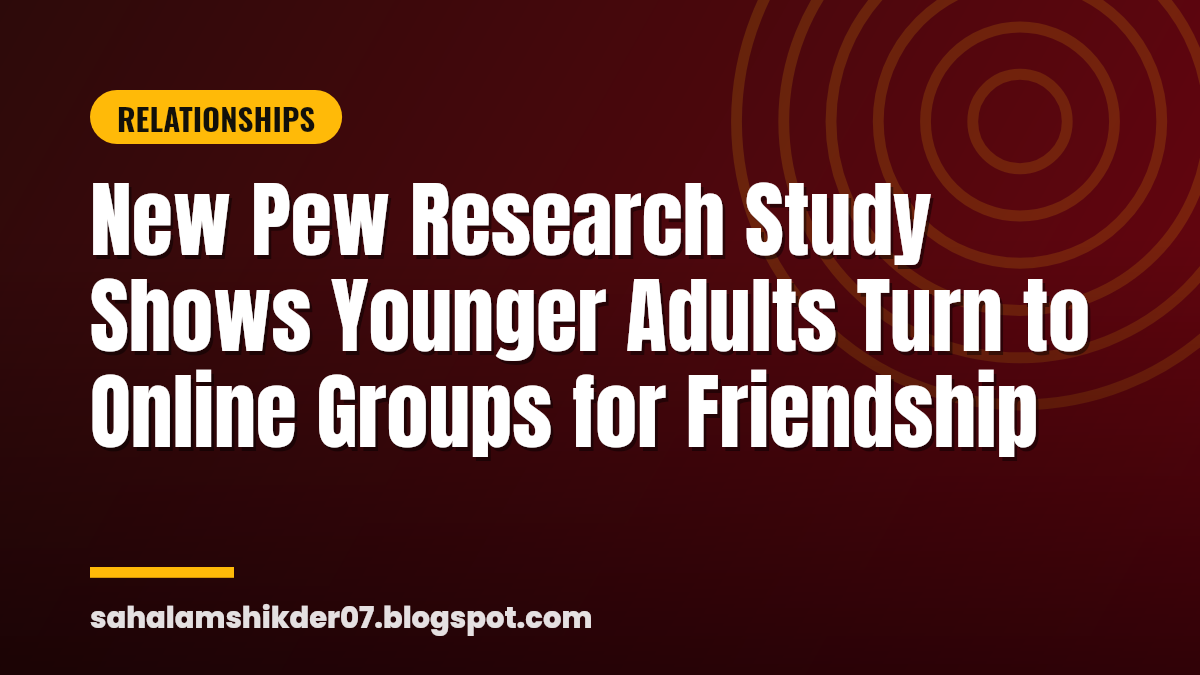 RELATIONSHIPS
New Pew Research Study
Shows Younger Adults Turn to
Online Groups for Friendship
sahalamshikder07.blogspot.com